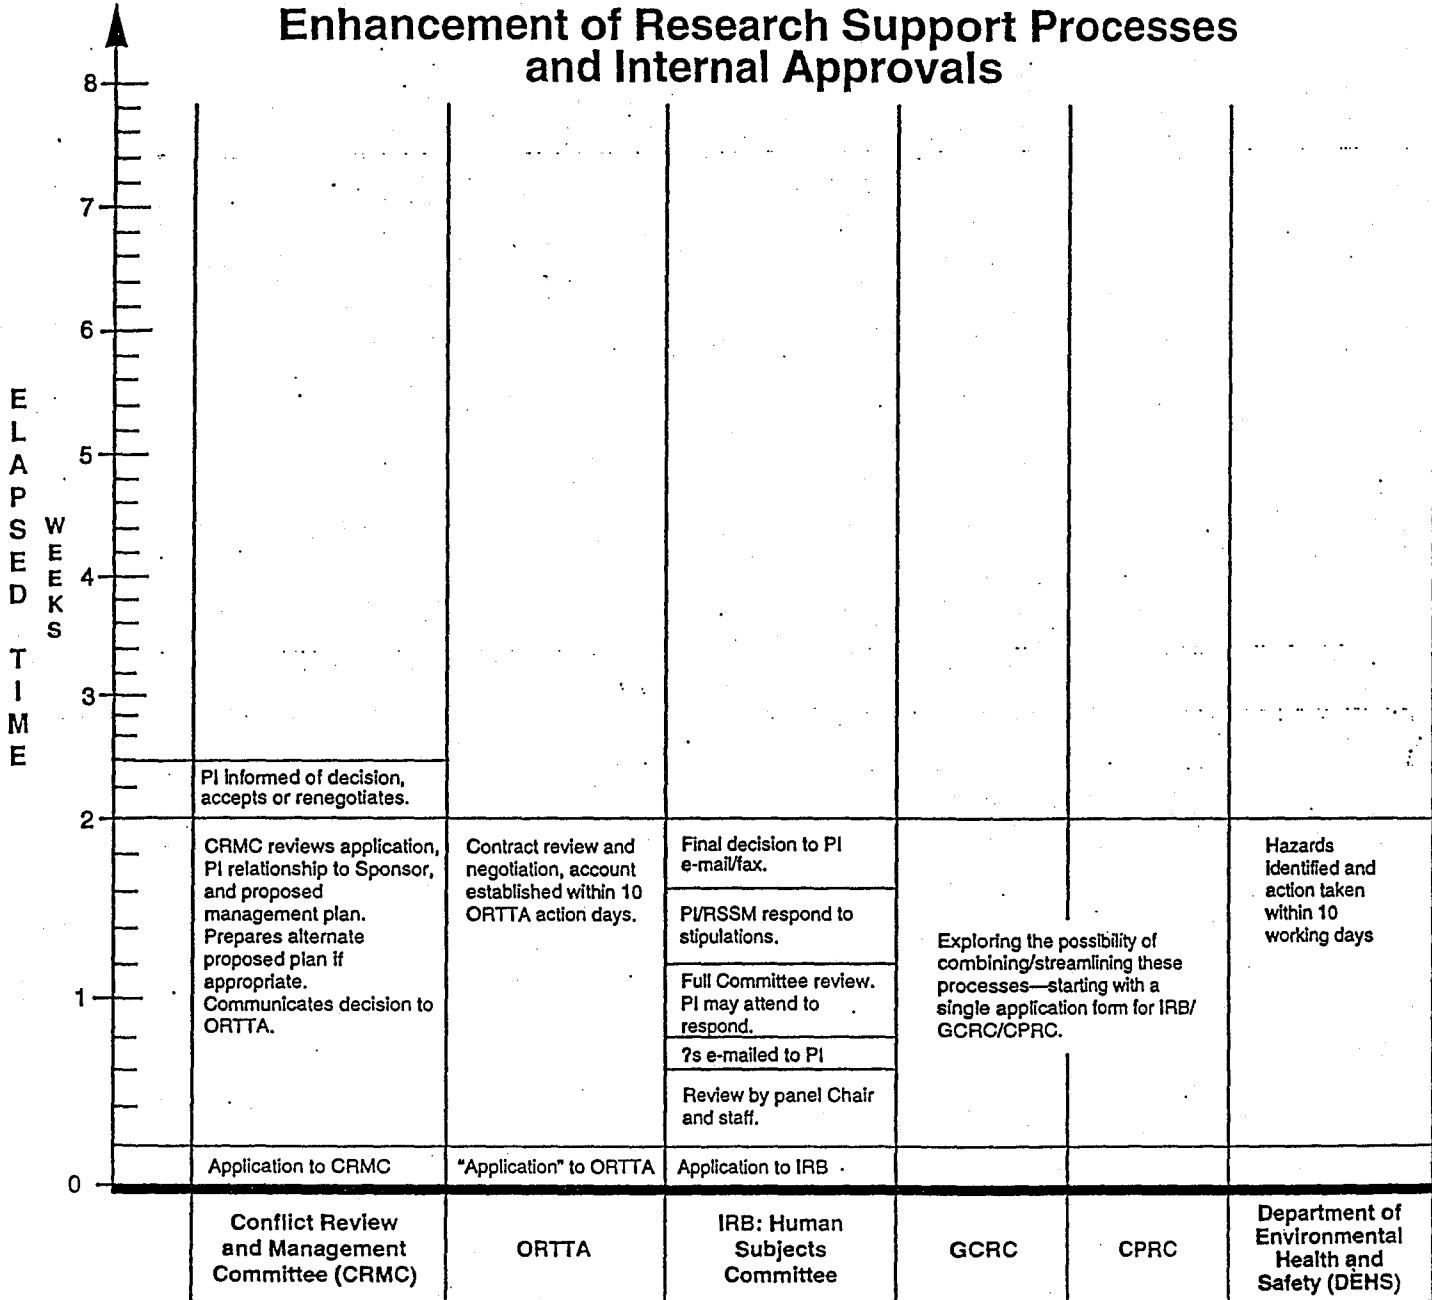 Enhancement of Research Support Processes
and Internal Approvals
ELAPSED TIME
WEEKS
8
7
6
5
4
3
2
1
0
PI informed of decision,
accepts or renegotiates.
CRMC reviews application,
PI relationship to Sponsor,
and proposed
management plan.
Prepares alternate
proposed plan if
appropriate.
Communicates decision to
ORTTA.
Application to CRMC
Contract review and
negotiation, account
established within 10
ORTTA action days.
"Application" to ORTTA
Final decision to PI
e-mail/fax.
PI/RSSM respond to
stipulations.
Full Committee review.
PI may attend to
respond.
?s e-mailed to PI
Review by panel Chair
and staff.
Application to IRB
Exploring the possibility of
combining/streamlining these
processes—starting with a
single application form for IRB/
GCRC/CPRC.
Hazards
identified and
action taken
within 10
working days
Conflict Review
and Management
Committee (CRMC)
ORTTA
IRB: Human
Subjects
Committee
GCRC
CPRC
Department of
Environmental
Health and
Safety (DEHS)